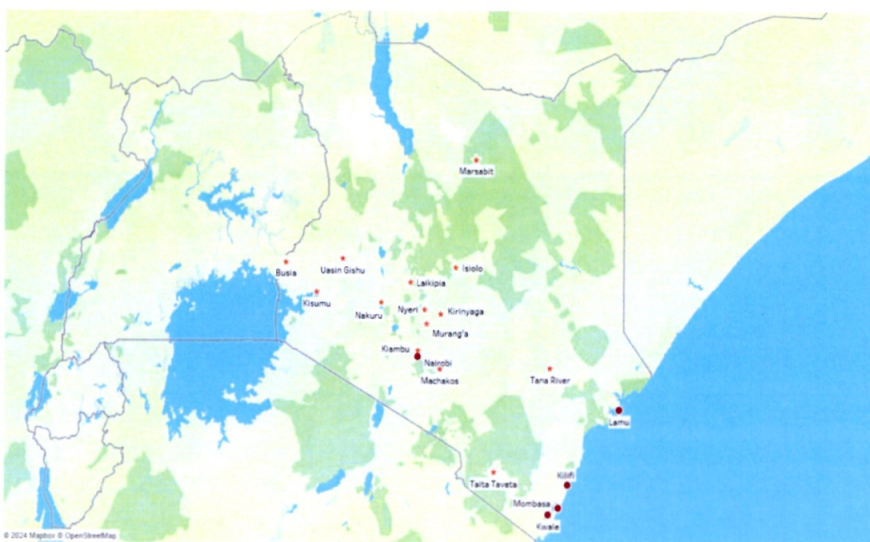 Marsabit
Busia
Uasin Gishu
Isiolo
Laikipia
Kisumu
Nakuru
Nyeri
Kirinyaga
Murang'a
Kiambu
Nairobi
Machakos
Tana River
Lamu
Taita Taveta
Kilifi
Mombasa
Kwale
© 2024 Mapbox © OpenStreetMap